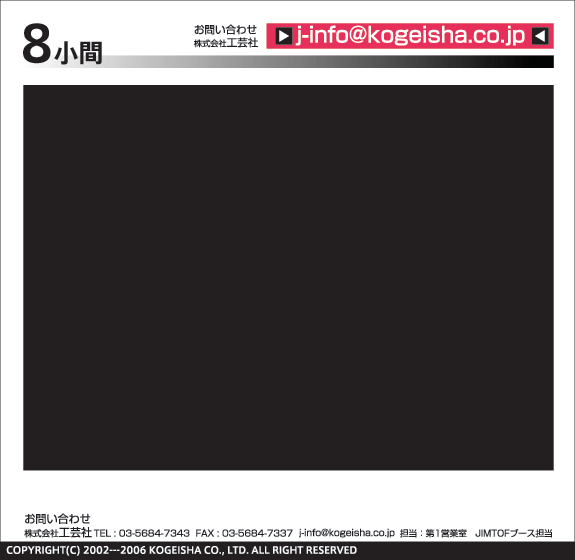 8小間
お問い合わせ
株式会社工芸社
j-info@kogeisha.co.jp
お問い合わせ
株式会社工芸社 TEL : 03-5684-7343 FAX : 03-5684-7337 j-info@kogeisha.co.jp 担当：第1営業室 JIMTOFブース担当
COPYRIGHT(C) 2002---2006 KOGEISHA CO., LTD. ALL RIGHT RESERVED